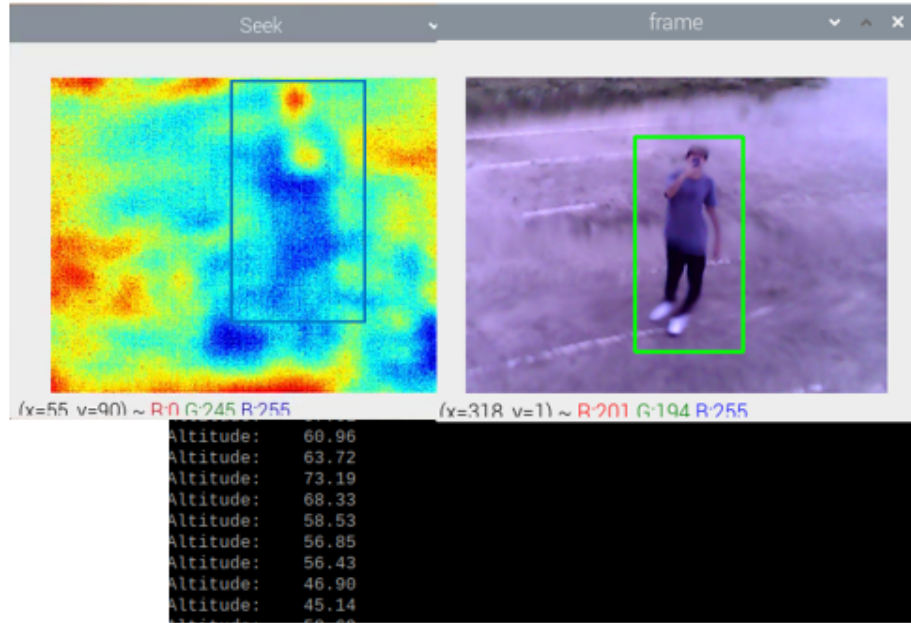 Seek
frame
(x=55, y=90) ~ R:0 G:245 B:255
(x=318, y=1) ~ R:201 G:194 B:255
Altitude: 60.96
Altitude: 63.72
Altitude: 73.19
Altitude: 68.33
Altitude: 58.53
Altitude: 56.85
Altitude: 56.43
Altitude: 46.90
Altitude: 45.14